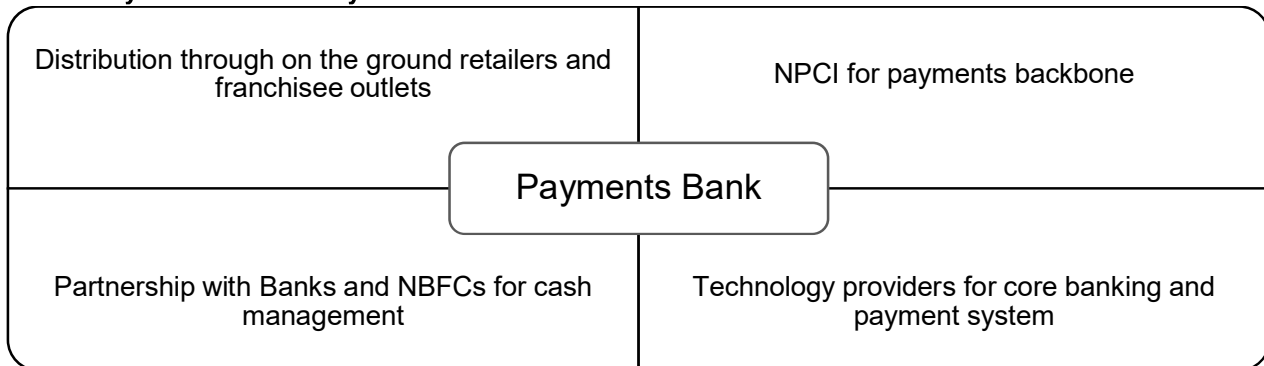 Distribution through on the ground retailers and
franchisee outlets
NPCI for payments backbone
Payments Bank
Partnership with Banks and NBFCs for cash
management
Technology providers for core banking and
payment system